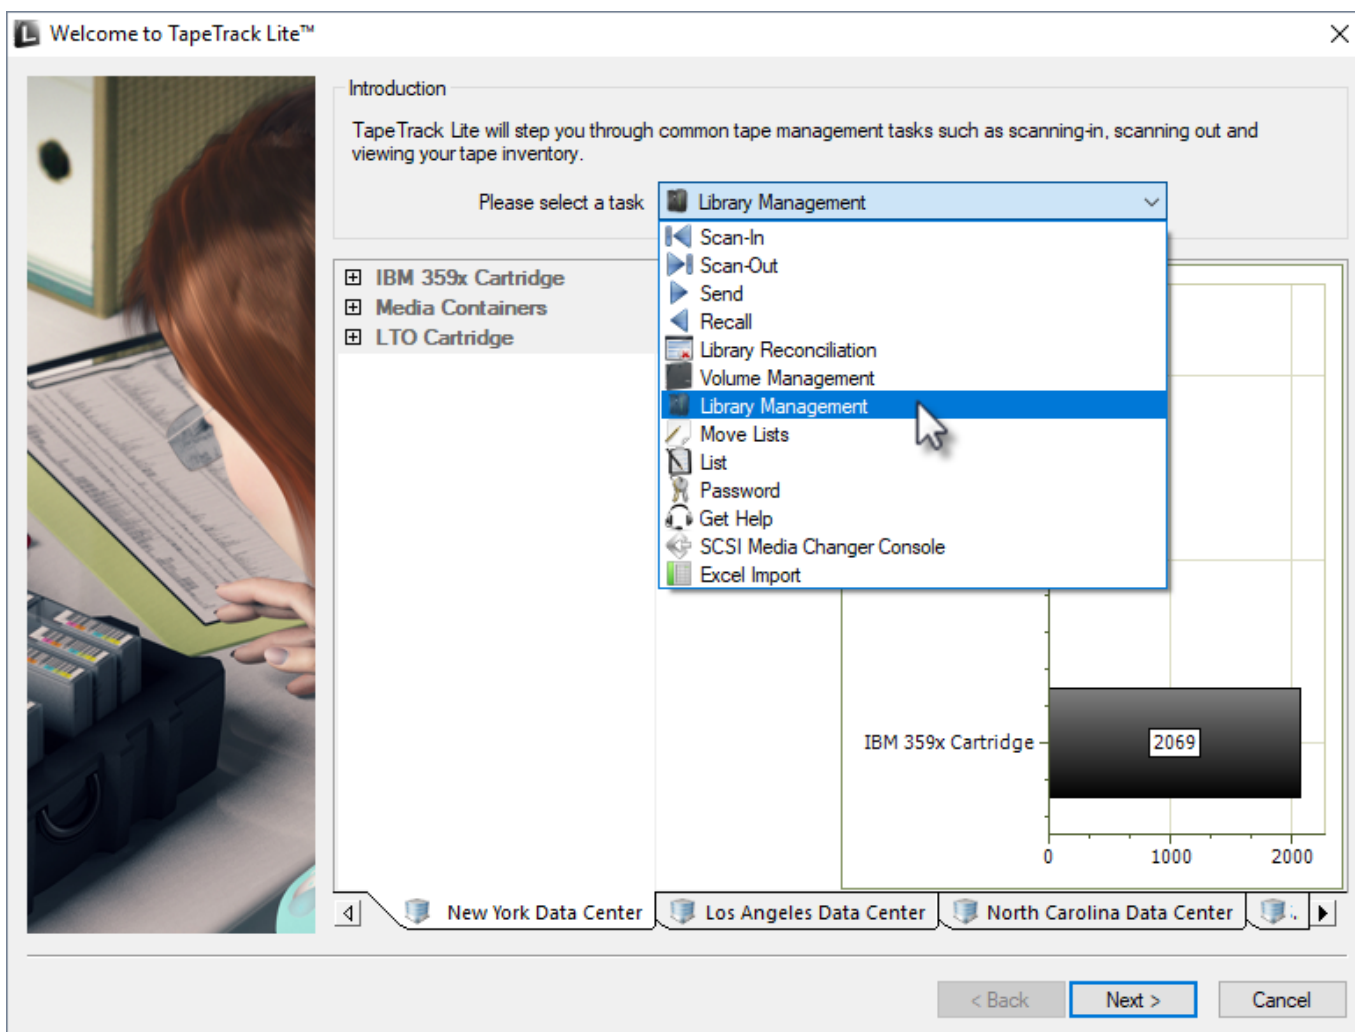 Welcome to TapeTrack Lite™
Introduction
TapeTrack Lite will step you through common tape management tasks such as scanning-in, scanning out and
viewing your tape inventory.
Please select a task
Library Management
Scan-In
Scan-Out
Send
Recall
Library Reconciliation
Volume Management
Library Management
Move Lists
List
Password
Get Help
SCSI Media Changer Console
Excel Import
IBM 359x Cartridge
Media Containers
LTO Cartridge
IBM 359x Cartridge
2069
0 1000 2000
New York Data Center
Los Angeles Data Center
North Carolina Data Center
< Back
Next >
Cancel